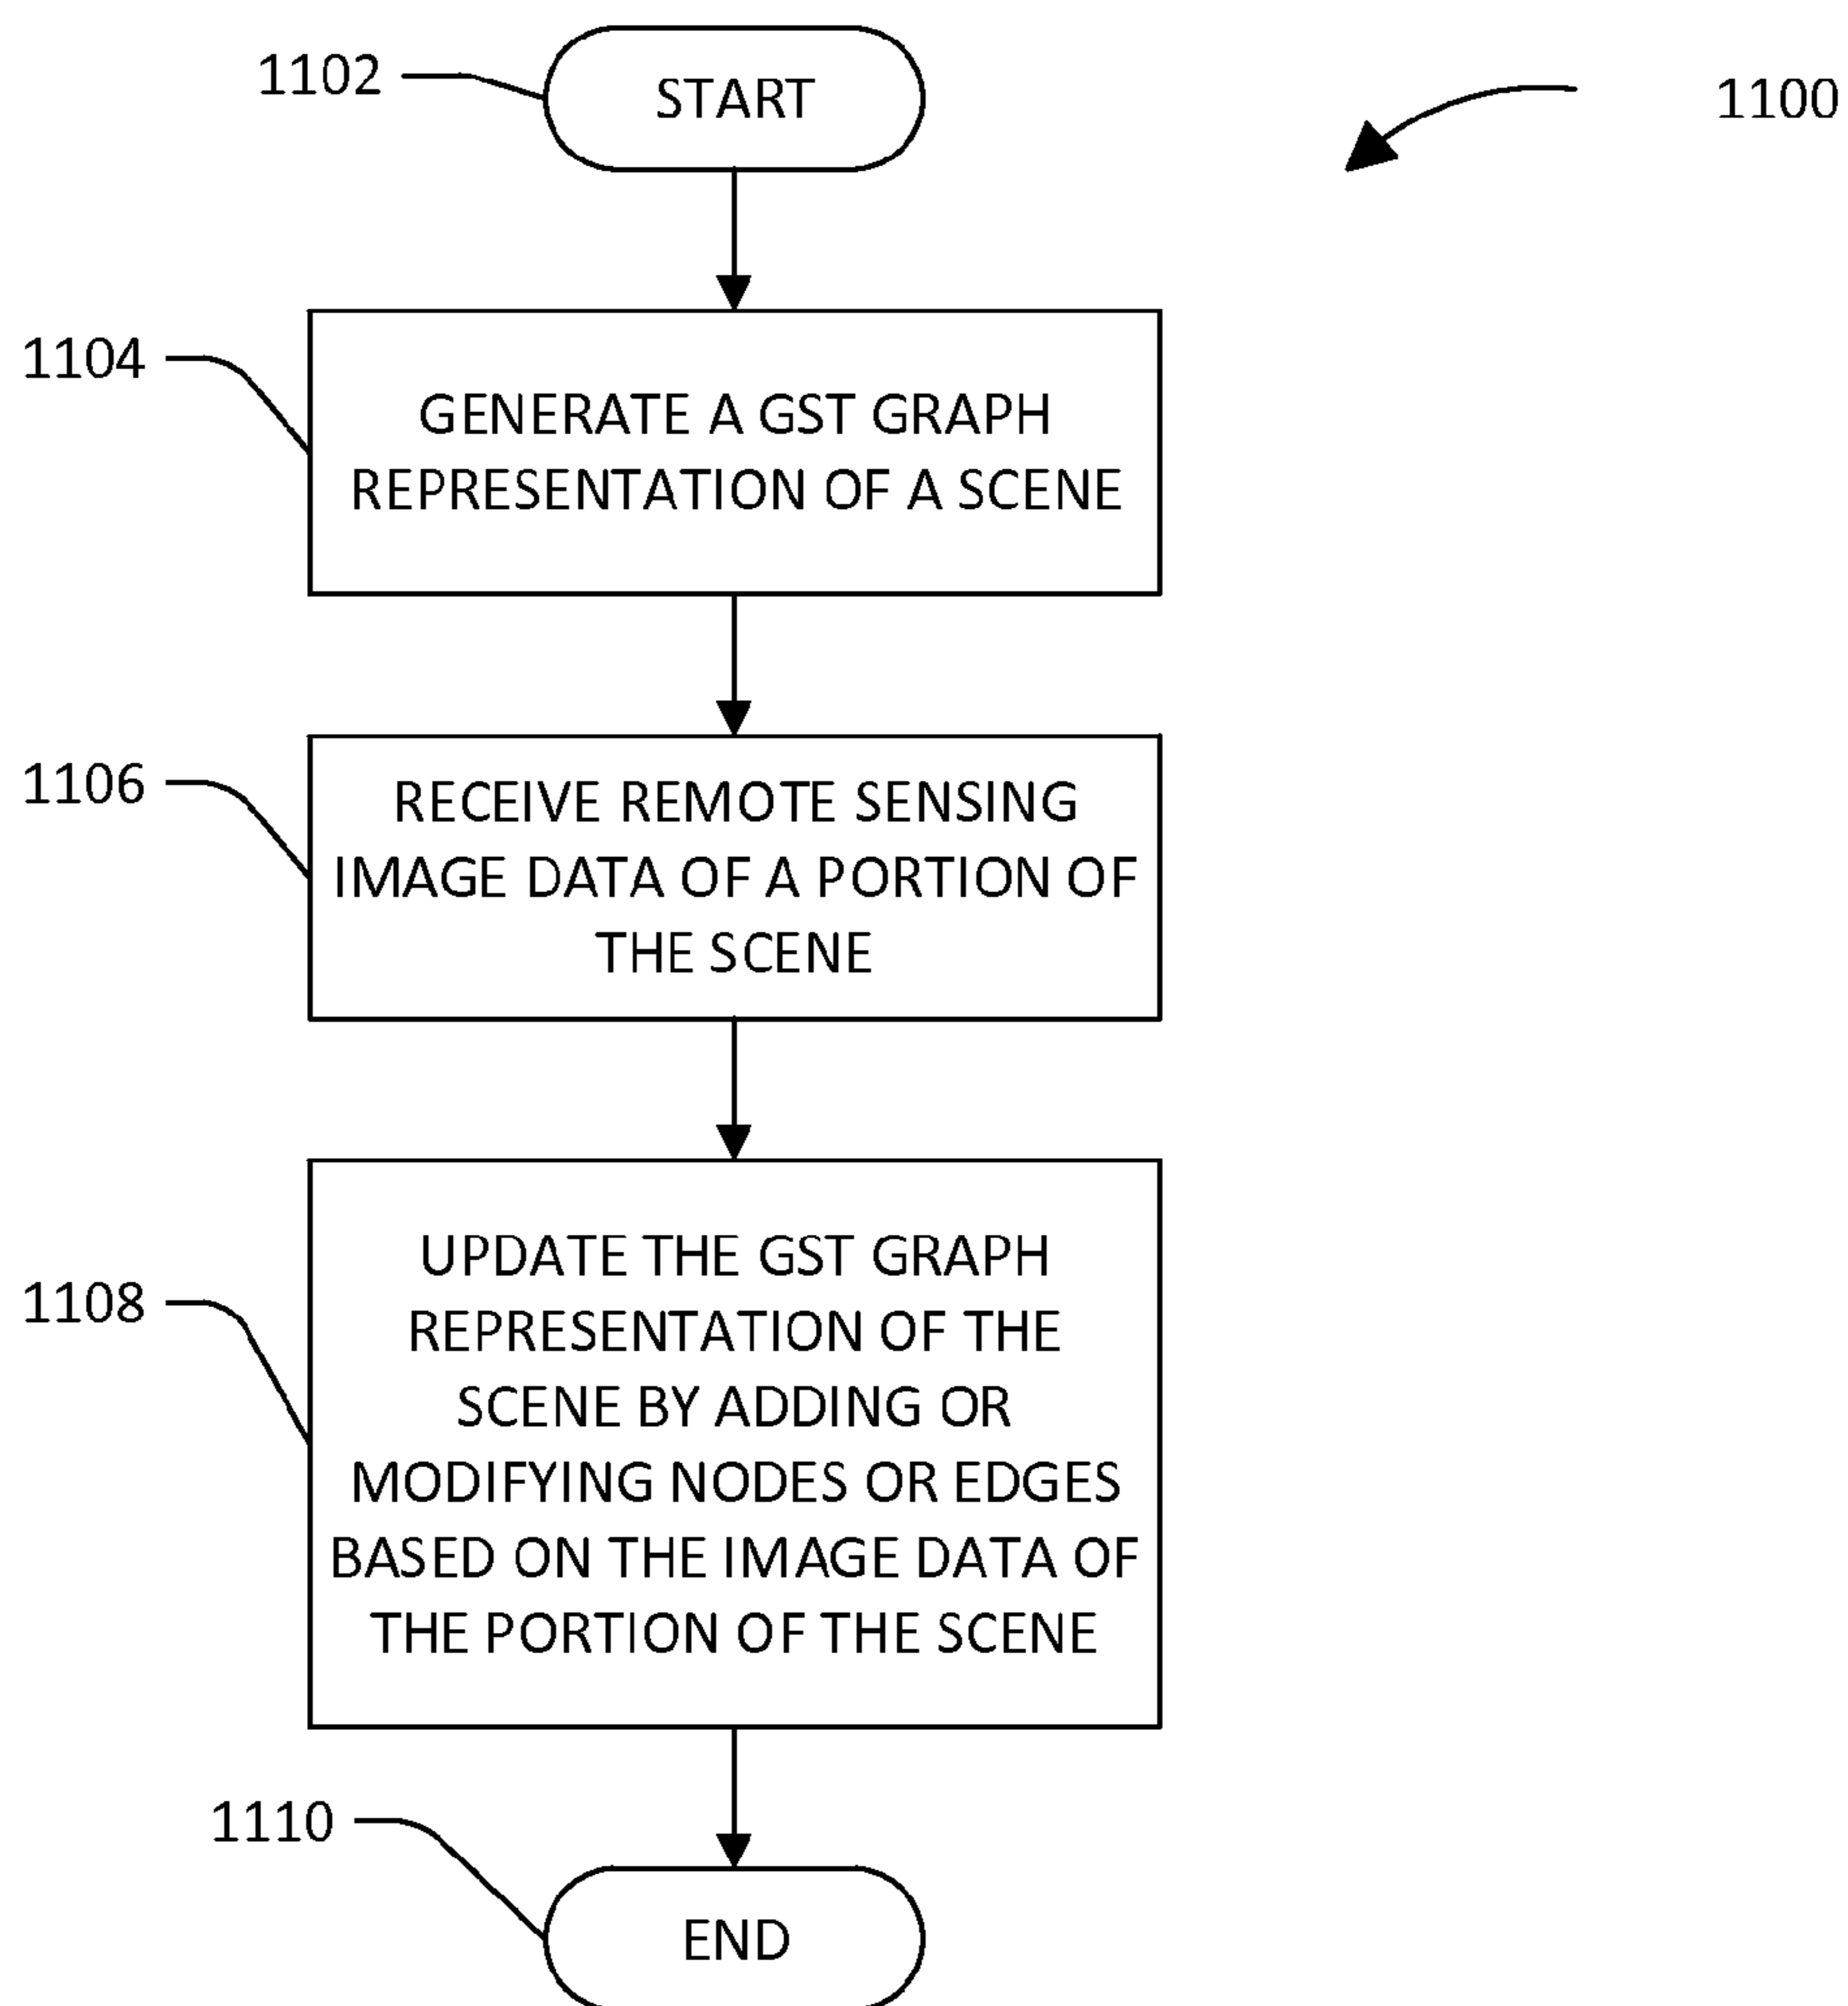 1102
START
1100
1104
GENERATE A GST GRAPH
REPRESENTATION OF A SCENE
1106
RECEIVE REMOTE SENSING
IMAGE DATA OF A PORTION OF
THE SCENE
1108
UPDATE THE GST GRAPH
REPRESENTATION OF THE
SCENE BY ADDING OR
MODIFYING NODES OR EDGES
BASED ON THE IMAGE DATA OF
THE PORTION OF THE SCENE
1110
END